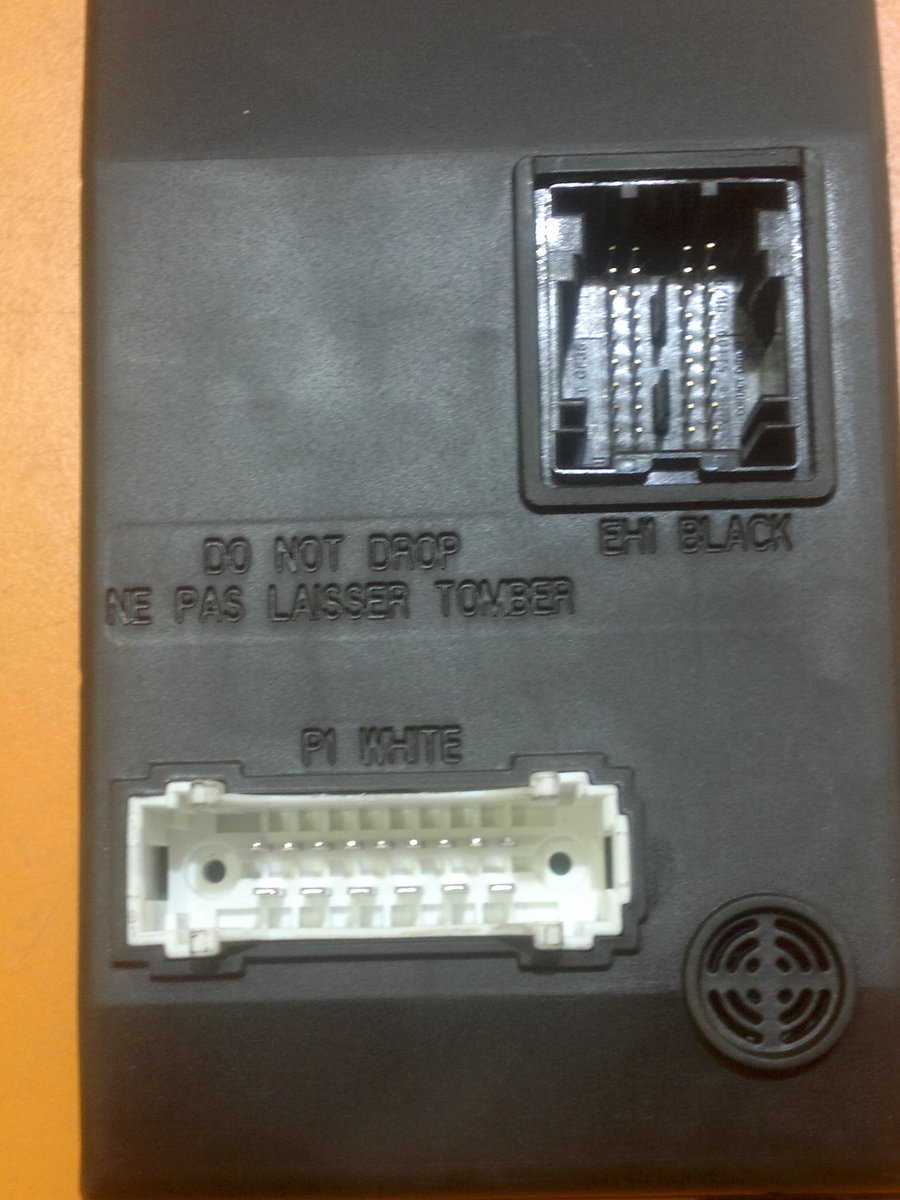 EH1 BLACK
DO NOT DROP
NE PAS LAISSER TOMBER
P1 WHITE